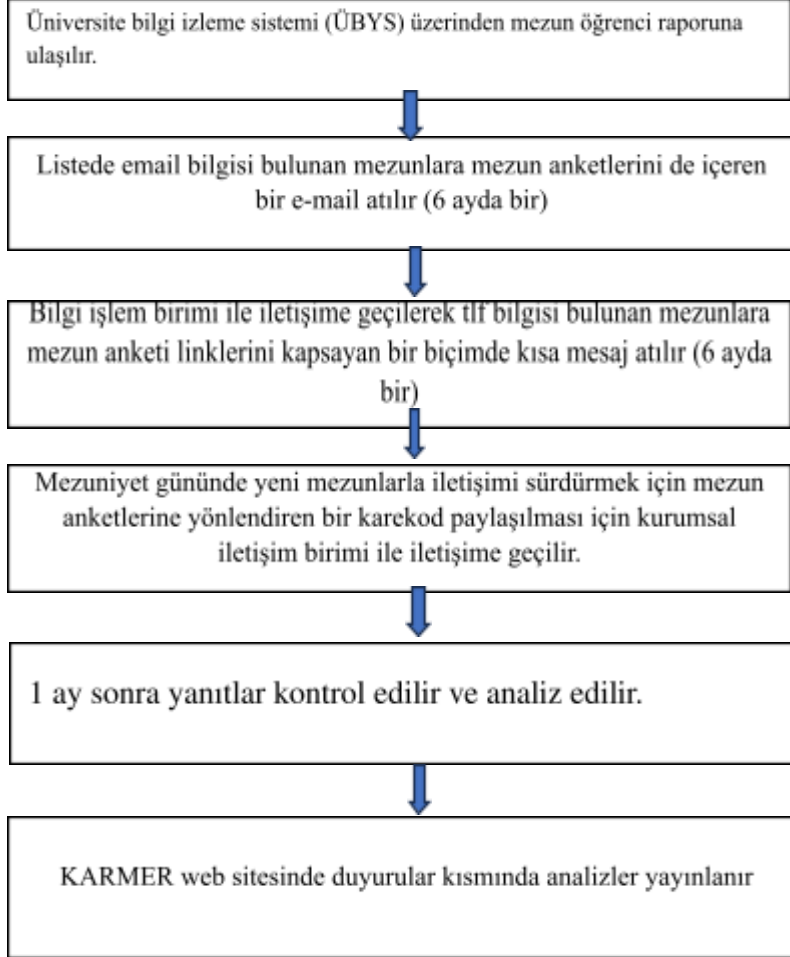 Üniversite bilgi izleme sistemi (ÜBYS) üzerinden mezun öğrenci raporuna
ulaşılır.
Listede email bilgisi bulunan mezunlara mezun anketlerini de içeren
bir e-mail atılır (6 ayda bir)
Bilgi işlem birimi ile iletişime geçilerek tlf bilgisi bulunan mezunlara
mezun anketi linklerini kapsayan bir biçimde kısa mesaj atılır (6 ayda
bir)
Mezuniyet gününde yeni mezunlarla iletişimi sürdürmek için mezun
anketlerine yönlendiren bir karekod paylaşılması için kurumsal
iletişim birimi ile iletişime geçilir.
1 ay sonra yanıtlar kontrol edilir ve analiz edilir.
KARMER web sitesinde duyurular kısmında analizler yayınlanır